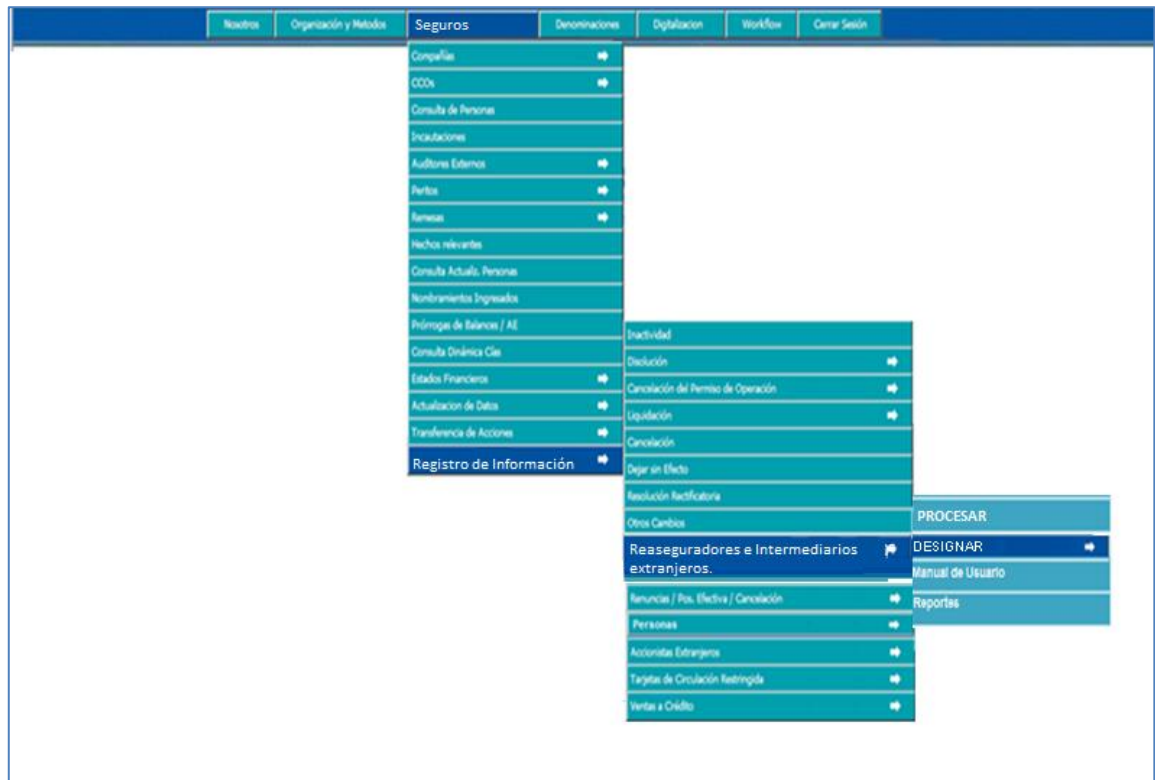 Nosotros
Organización y Metodos
Seguros
Denominaciones
Digitalizacion
Workflow
Cerrar Sesión
Compañías
CCOs
Consulta de Personas
Incautaciones
Auditores Externos
Peritos
Remesas
Hechos relevantes
Consulta Actualiz. Personas
Nombramientos Ingresados
Prórrogas de Balances / AE
Consulta Dinámica Cías
Estados Financieros
Actualizacion de Datos
Transferencia de Acciones
Registro de Información
Inactividad
Disolución
Cancelación del Permiso de Operación
Liquidación
Cancelación
Dejar sin Efecto
Resolución Rectificatoria
Otros Cambios
Reaseguradores e Intermediarios
extranjeros.
Renuncias / Pos. Efectiva / Cancelación
Personas
Accionistas Extranjeros
Tarjetas de Circulación Restringida
Ventas a Crédito
PROCESAR
DESIGNAR
Manual de Usuario
Reportes